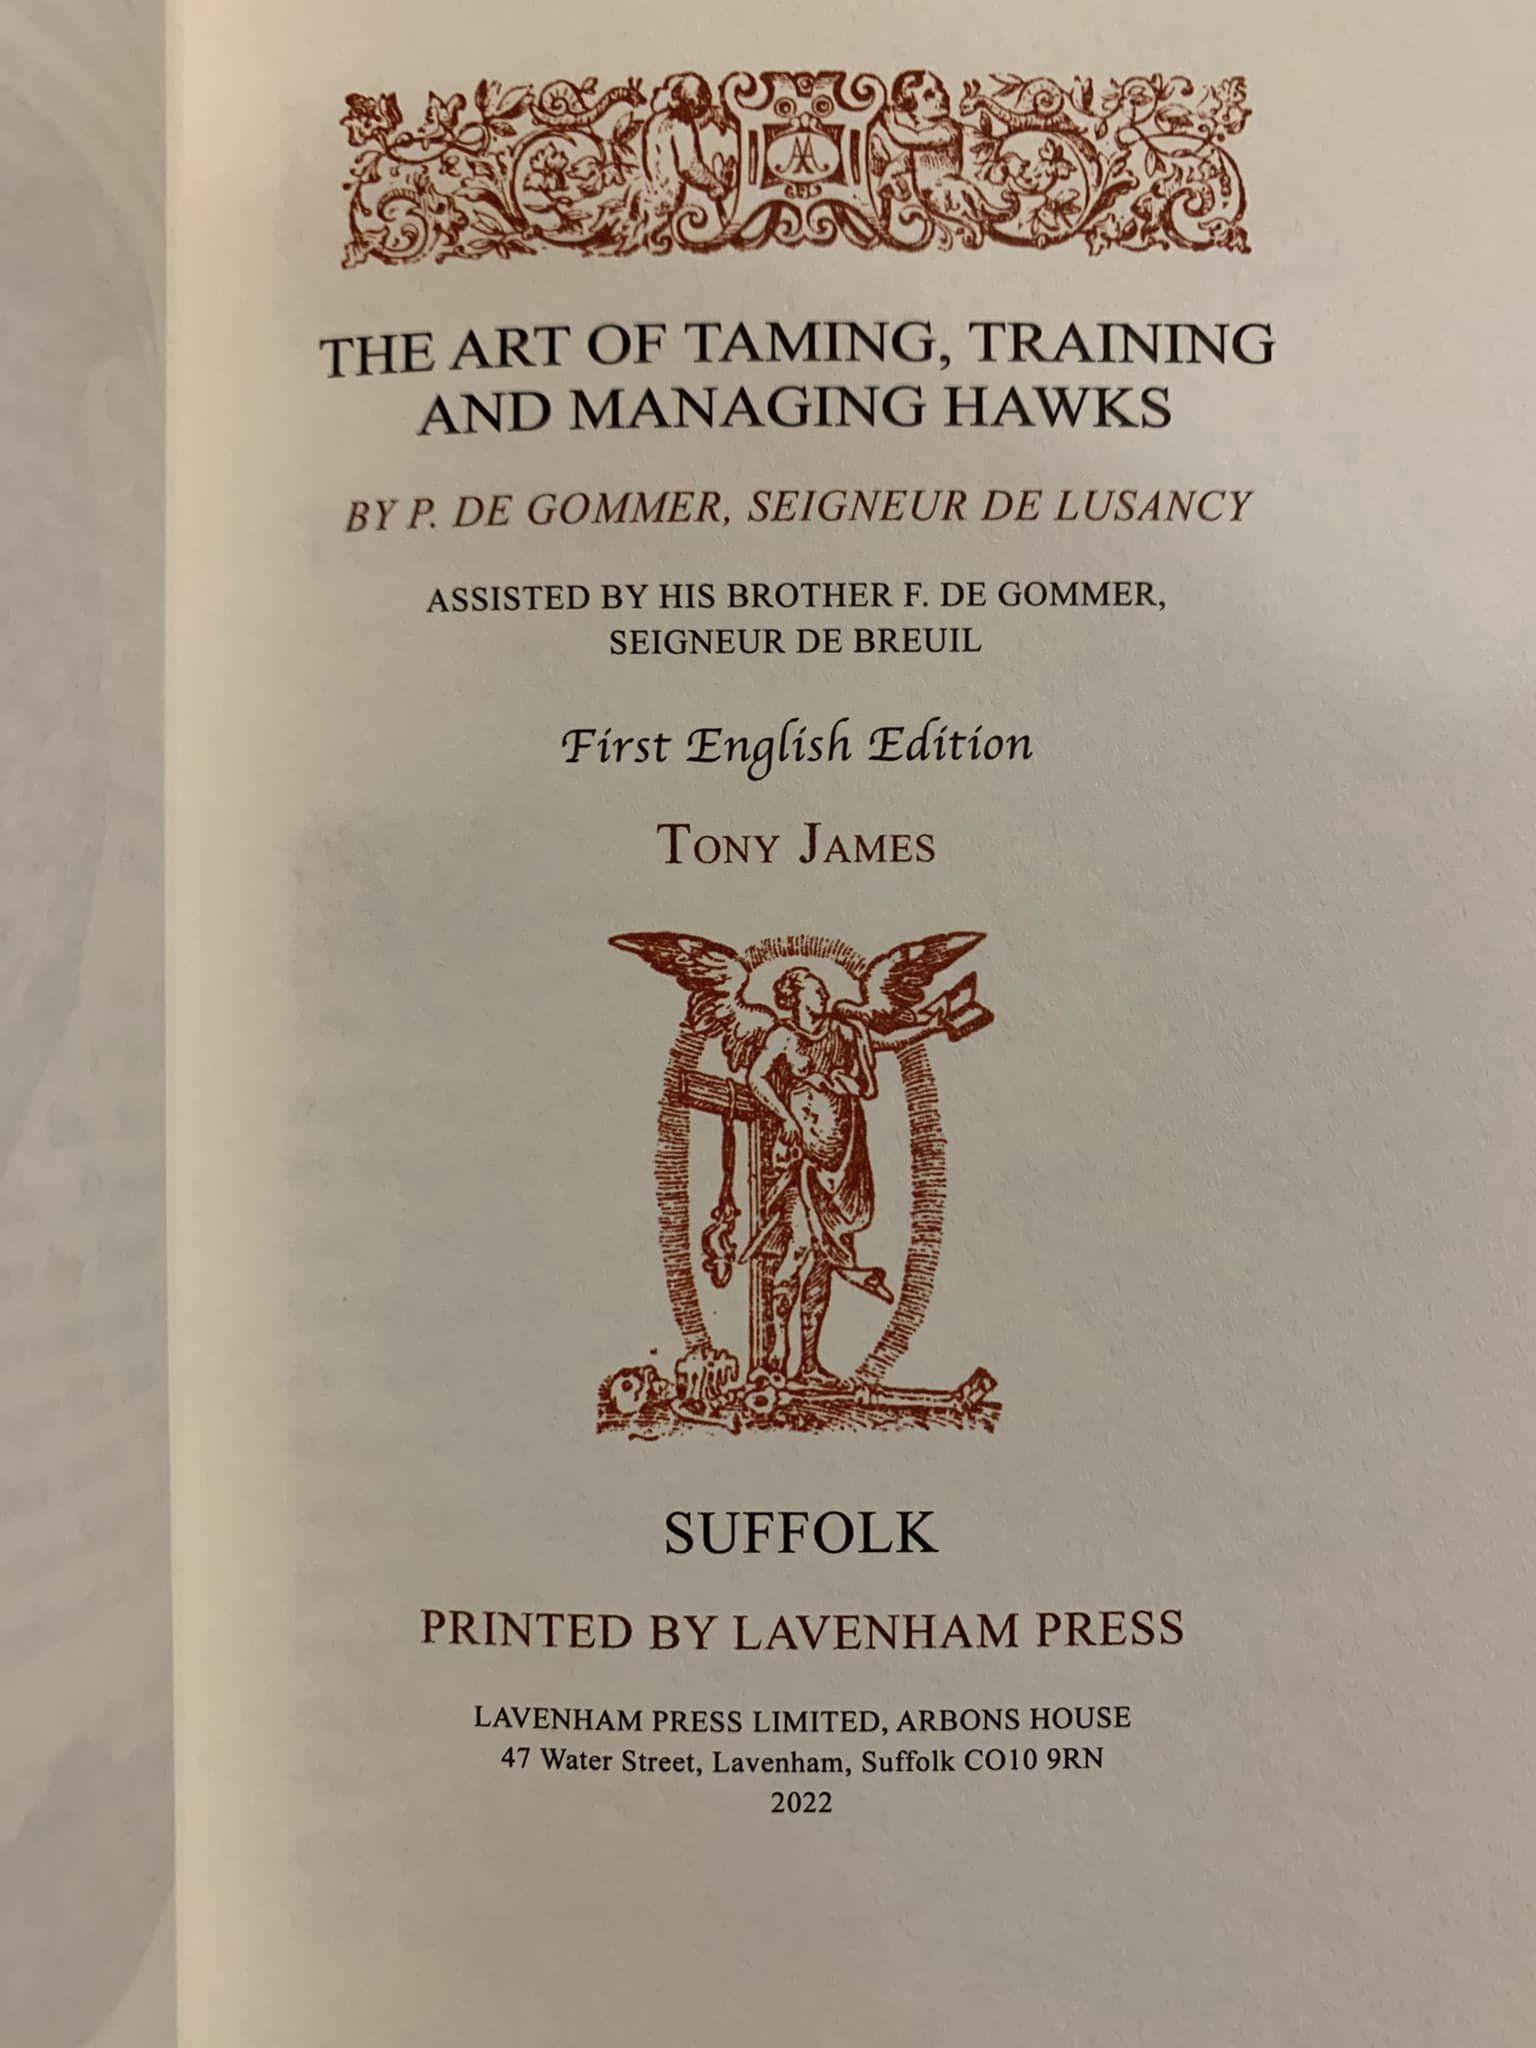 THE ART OF TAMING, TRAINING
AND MANAGING HAWKS
BY P. DE GOMMER, SEIGNEUR DE LUSANCY
ASSISTED BY HIS BROTHER F. DE GOMMER,
SEIGNEUR DE BREUIL
First English Edition
TONY JAMES
SUFFOLK
PRINTED BY LAVENHAM PRESS
LAVENHAM PRESS LIMITED, ARBONS HOUSE
47 Water Street, Lavenham, Suffolk CO10 9RN
2022